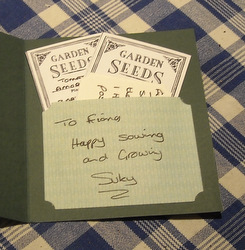 GARDEN
SEEDS
GARDEN
SEEDS
To Fiona
Happy sowing
and Growing
Suky